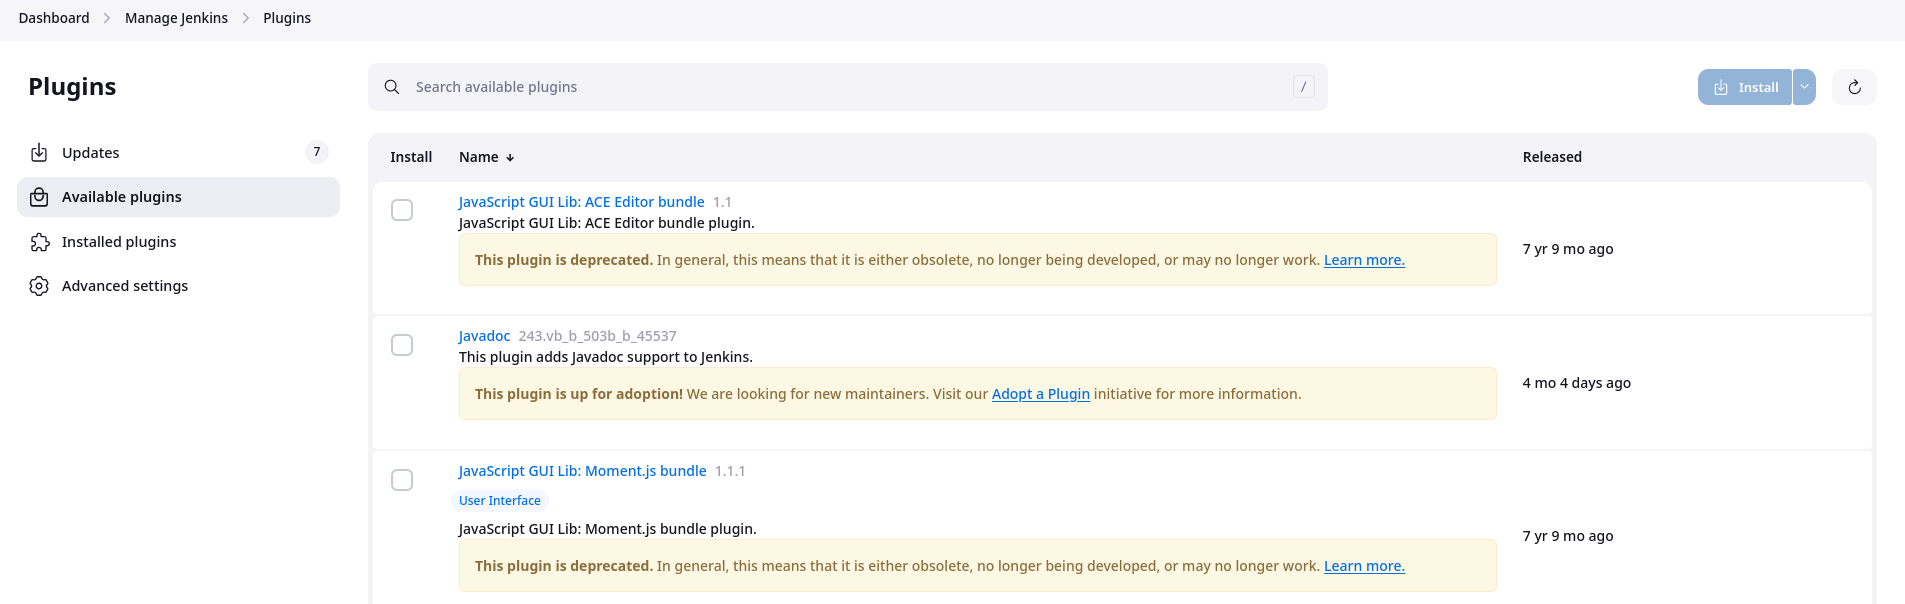 Dashboard > Manage Jenkins > Plugins
Plugins
Search available plugins /
Install
Updates 7
Available plugins
Installed plugins
Advanced settings
Install Name ↓ Released
JavaScript GUI Lib: ACE Editor bundle 1.1
JavaScript GUI Lib: ACE Editor bundle plugin.
This plugin is deprecated. In general, this means that it is either obsolete, no longer being developed, or may no longer work. Learn more.
7 yr 9 mo ago
Javadoc 243.vb_b_503b_b_45537
This plugin adds Javadoc support to Jenkins.
This plugin is up for adoption! We are looking for new maintainers. Visit our Adopt a Plugin initiative for more information.
4 mo 4 days ago
JavaScript GUI Lib: Moment.js bundle 1.1.1
User Interface
JavaScript GUI Lib: Moment.js bundle plugin.
This plugin is deprecated. In general, this means that it is either obsolete, no longer being developed, or may no longer work. Learn more.
7 yr 9 mo ago